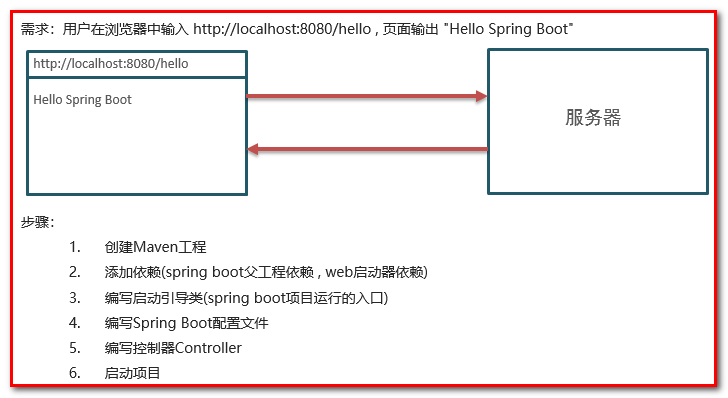 需求：用户在浏览器中输入 http://localhost:8080/hello , 页面输出 "Hello Spring Boot"
http://localhost:8080/hello
Hello Spring Boot
服务器
步骤：
1. 创建Maven工程
2. 添加依赖(spring boot父工程依赖 , web启动器依赖)
3. 编写启动引导类(spring boot项目运行的入口)
4. 编写Spring Boot配置文件
5. 编写控制器Controller
6. 启动项目